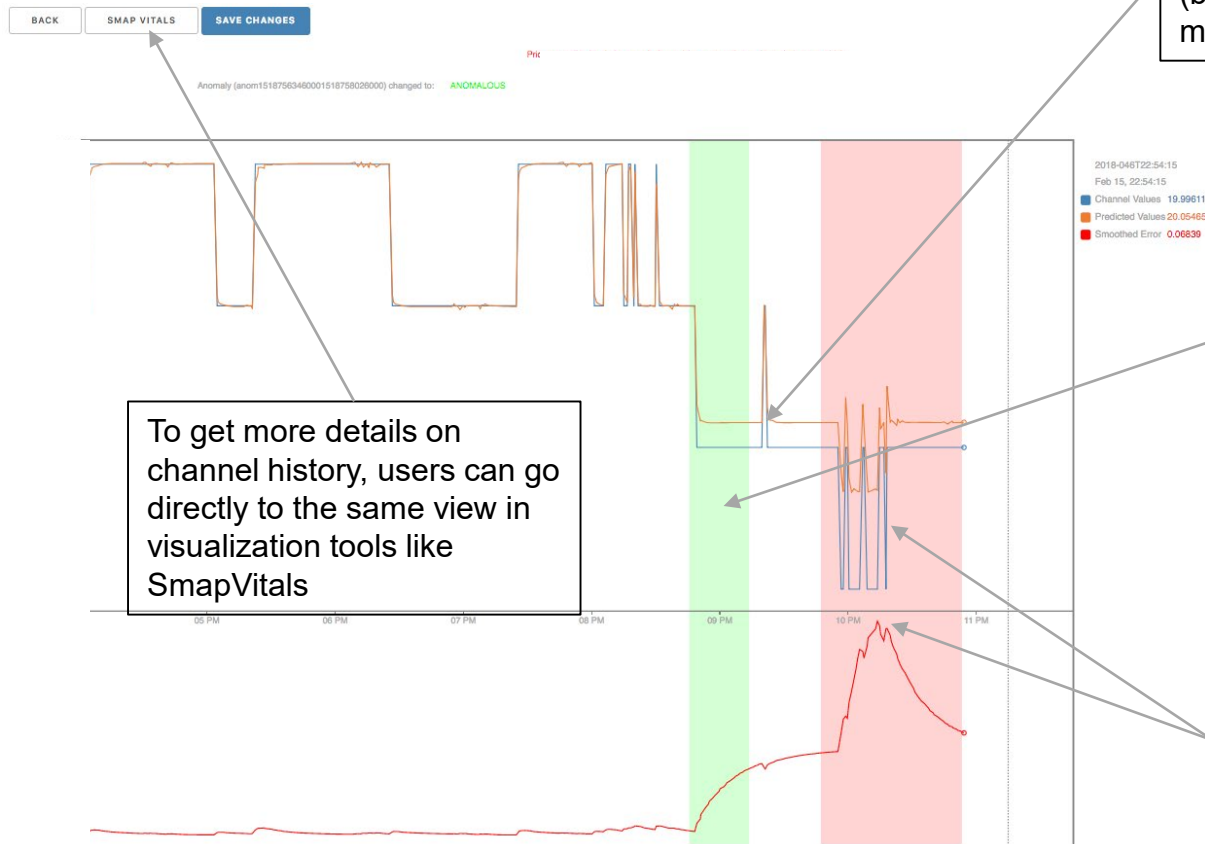 (b
m
BACK SMAP VITALS SAVE CHANGES
Pric
Anomaly (anom15187563460001518758026000) changed to: ANOMALOUS
2018-046T22:54:15
Feb 15, 22:54:15
Channel Values 19.99611
Predicted Values 20.05465
Smoothed Error 0.06839
To get more details on
channel history, users can go
directly to the same view in
visualization tools like
SmapVitals
05 PM 06 PM 07 PM 08 PM 09 PM 10 PM 11 PM